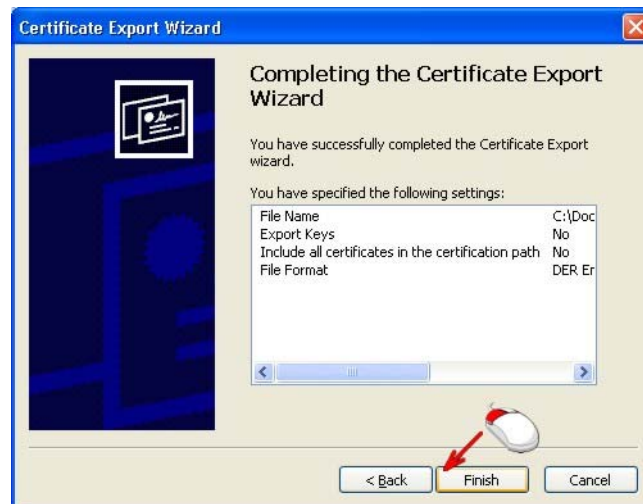 Certificate Export Wizard
Completing the Certificate Export
Wizard
You have successfully completed the Certificate Export
wizard.
You have specified the following settings:
File Name C:\Doc
Export Keys No
Include all certificates in the certification path No
File Format DER Er
< Back Finish Cancel